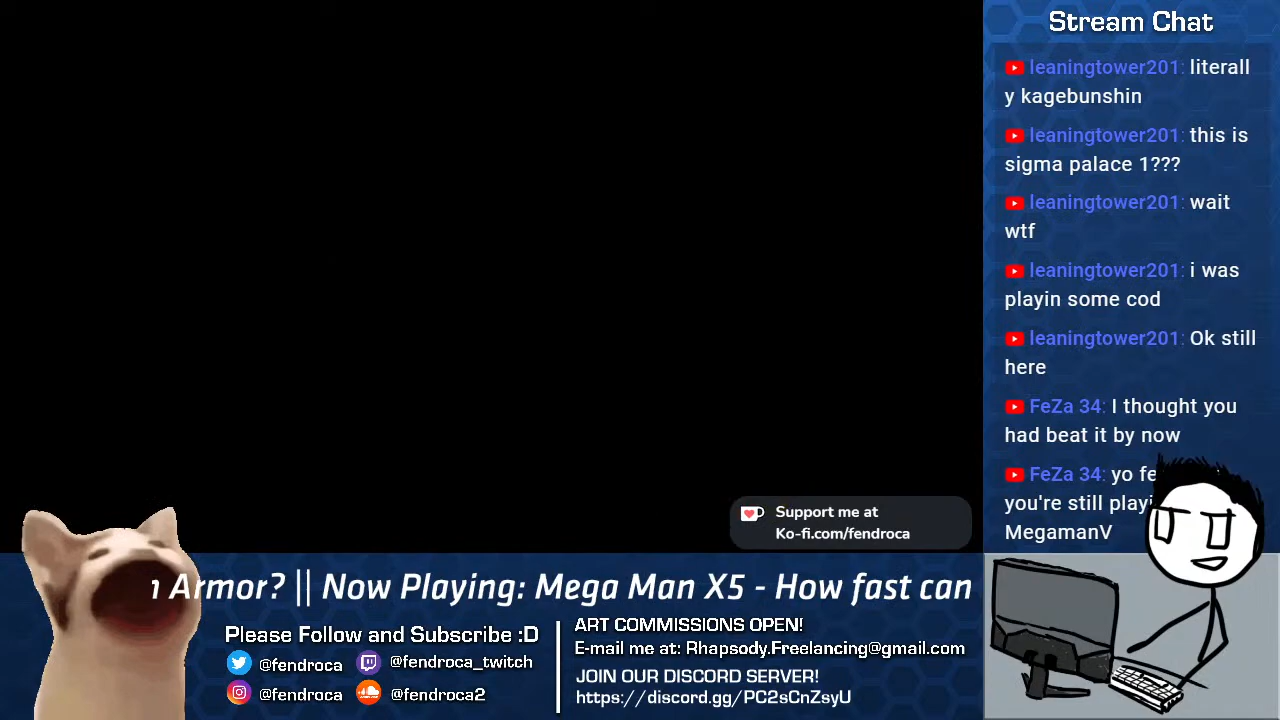 Stream Chat
leaningtower201: literall
y kagebunshin
leaningtower201: this is
sigma palace 1???
leaningtower201: wait
wtf
leaningtower201: i was
playin some cod
leaningtower201: Ok still
here
FeZa 34: I thought you
had beat it by now
FeZa 34: yo
you're still
MegamanV
Support me at
Ko-fi.com/fendroca
Armor? || Now Playing: Mega Man X5 - How fast can
Please Follow and Subscribe :D
@fendroca @fendroca_twitch
@fendroca @fendroca2
ART COMMISSIONS OPEN!
E-mail me at: Rhapsody.Freelancing@gmail.com
JOIN OUR DISCORD SERVER!
https://discord.gg/PC2sCnZsyU